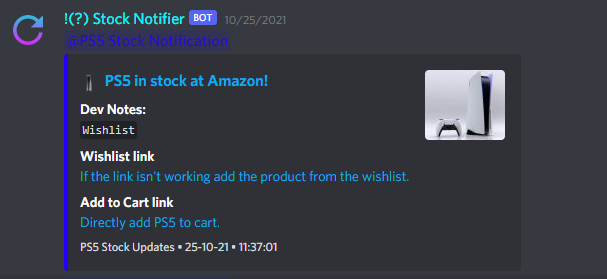 !(?) Stock Notifier BOT 10/25/2021
@PS5 Stock Notification
PS5 in stock at Amazon!
Dev Notes:
Wishlist
Wishlist link
If the link isn't working add the product from the wishlist.
Add to Cart link
Directly add PS5 to cart.
PS5 Stock Updates • 25-10-21 • 11:37:01